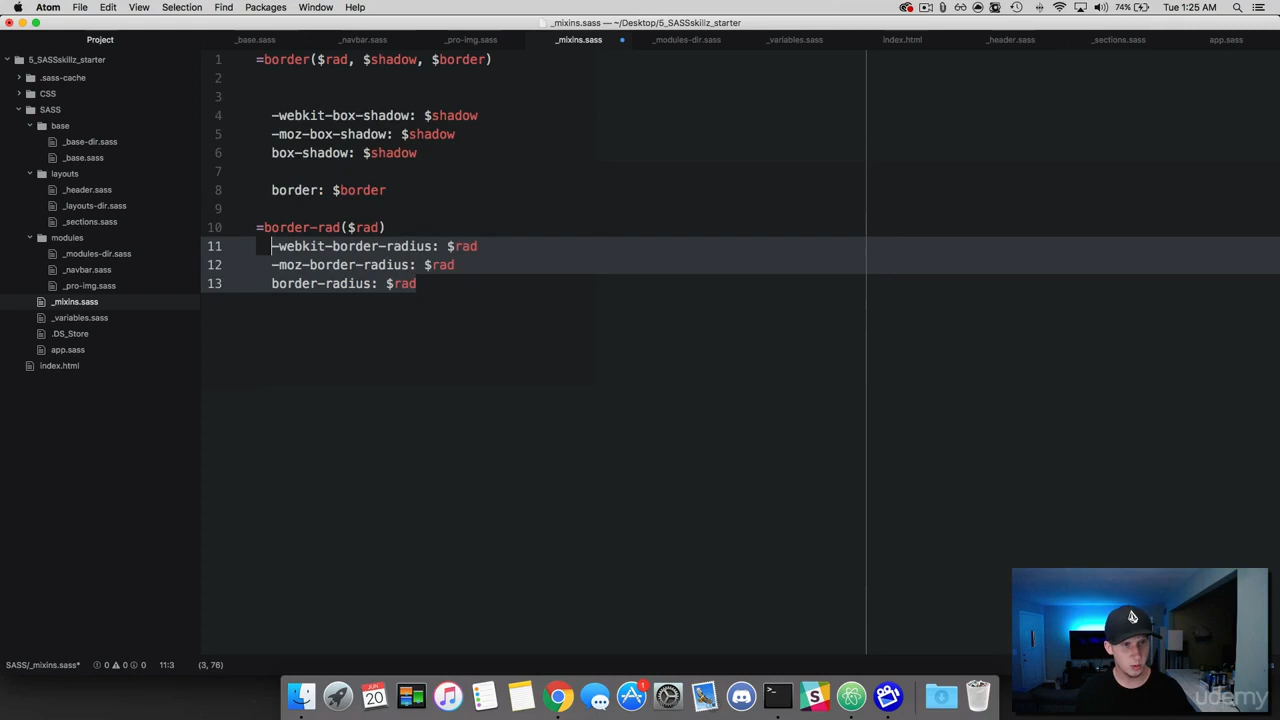 Atom File Edit View Selection Find Packages Window Help
74% Tue 1:25 AM
_mixins.sass — ~/Desktop/5_SASSskillz_starter
Project
_base.sass _navbar.sass _pro-img.sass _mixins.sass _modules-dir.sass _variables.sass index.html _header.sass _sections.sass app.sass
5_SASSskillz_starter
.sass-cache
CSS
SASS
base
_base-dir.sass
_base.sass
layouts
_header.sass
_layouts-dir.sass
_sections.sass
modules
_modules-dir.sass
_navbar.sass
_pro-img.sass
_mixins.sass
_variables.sass
.DS_Store
app.sass
index.html
1 =border($rad, $shadow, $border)
2
3
4 -webkit-box-shadow: $shadow
5 -moz-box-shadow: $shadow
6 box-shadow: $shadow
7
8 border: $border
9
10 =border-rad($rad)
11 -webkit-border-radius: $rad
12 -moz-border-radius: $rad
13 border-radius: $rad
SASS/_mixins.sass* 0 0 0 11:3 (3, 76)
JUN
20
1
udemy